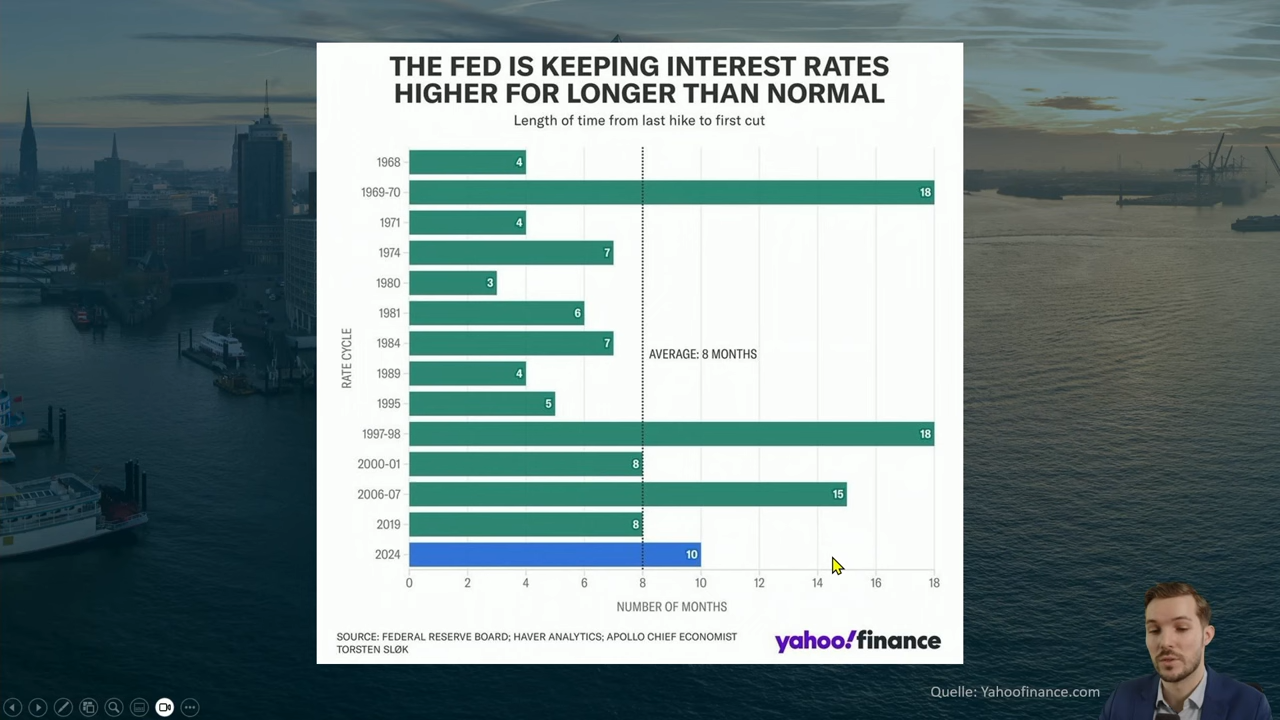 THE FED IS KEEPING INTEREST RATES
HIGHER FOR LONGER THAN NORMAL
Length of time from last hike to first cut
RATE CYCLE
1968 4
1969-70 18
1971 4
1974 7
1980 3
1981 6
1984 7
AVERAGE: 8 MONTHS
1989 4
1995 5
1997-98 18
2000-01 8
2006-07 15
2019 8
2024 10
0 2 4 6 8 10 12 14 16 18
NUMBER OF MONTHS
SOURCE: FEDERAL RESERVE BOARD; HAVER ANALYTICS; APOLLO CHIEF ECONOMIST
TORSTEN SLØK
yahoo!finance
Quelle: Yahoofinance.com